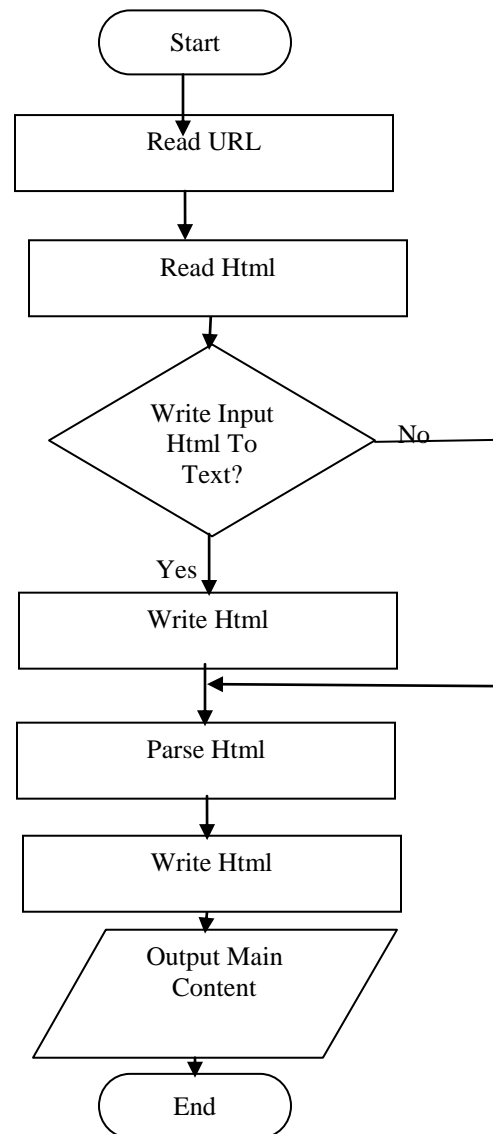 Start
Read URL
Read Html
Write Input
Html To
Text?
No
Yes
Write Html
Parse Html
Write Html
Output Main
Content
End